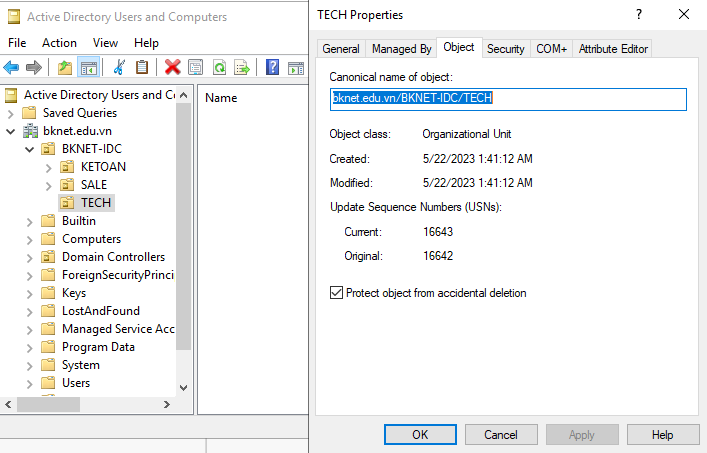 Active Directory Users and Computers
File Action View Help
Active Directory Users and Co
Saved Queries
bknet.edu.vn
BKNET-IDC
KETOAN
SALE
TECH
Builtin
Computers
Domain Controllers
ForeignSecurityPrinci
Keys
LostAndFound
Managed Service Acc
Program Data
System
Users
Name
TECH Properties
General Managed By Object Security COM+ Attribute Editor
Canonical name of object:
bknet.edu.vn/BKNET-IDC/TECH
Object class: Organizational Unit
Created: 5/22/2023 1:41:12 AM
Modified: 5/22/2023 1:41:12 AM
Update Sequence Numbers (USNs):
Current: 16643
Original: 16642
Protect object from accidental deletion
OK Cancel Apply Help